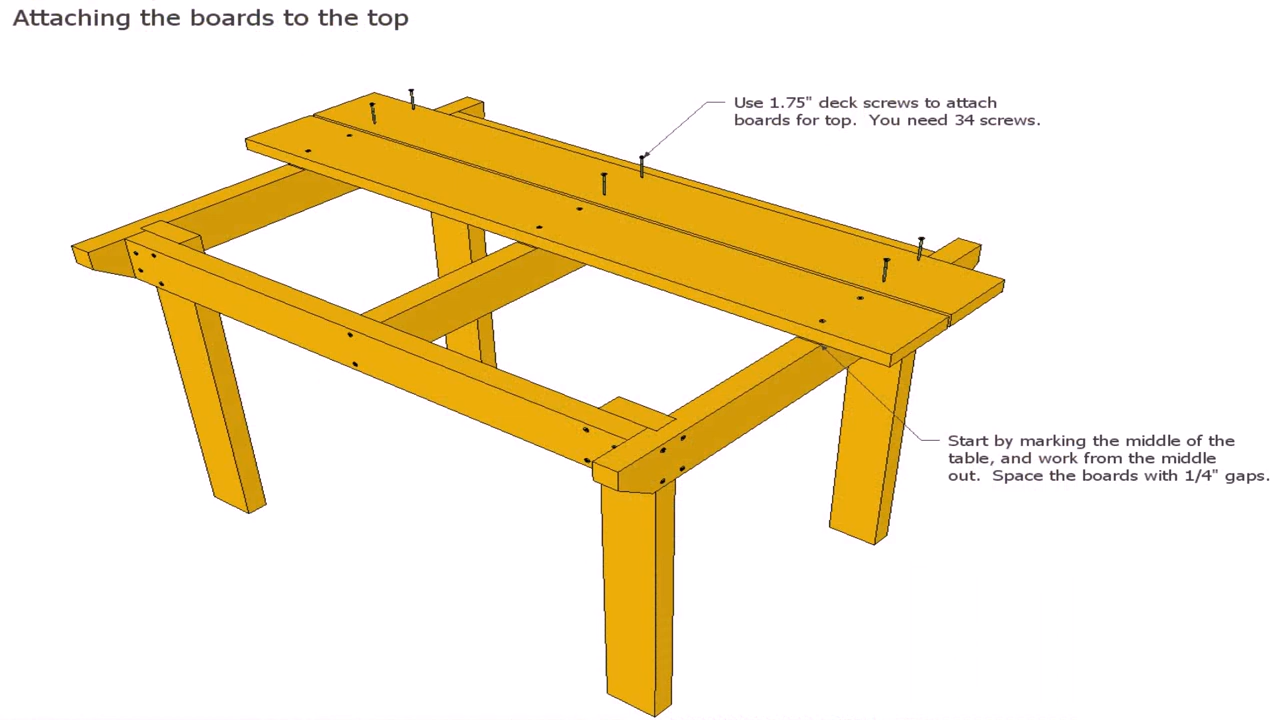 Attaching the boards to the top
Use 1.75" deck screws to attach
boards for top.  You need 34 screws.
Start by marking the middle of the
table, and work from the middle
out.  Space the boards with 1/4" gaps.